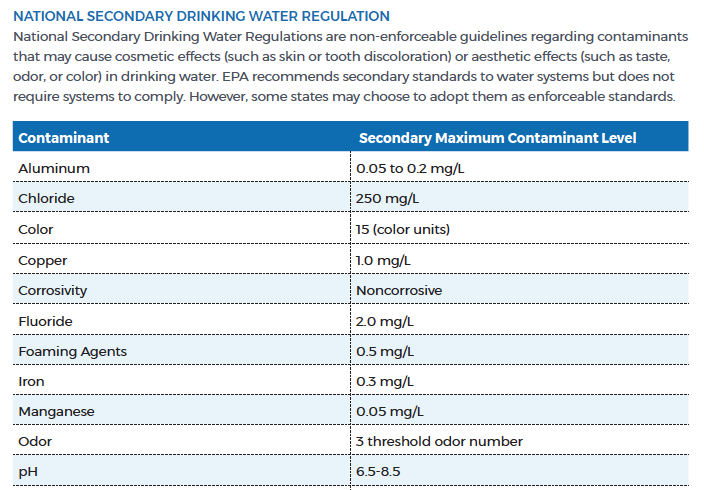 NATIONAL SECONDARY DRINKING WATER REGULATION
National Secondary Drinking Water Regulations are non-enforceable guidelines regarding contaminants
that may cause cosmetic effects (such as skin or tooth discoloration) or aesthetic effects (such as taste,
odor, or color) in drinking water. EPA recommends secondary standards to water systems but does not
require systems to comply. However, some states may choose to adopt them as enforceable standards.
Contaminant Secondary Maximum Contaminant Level
Aluminum 0.05 to 0.2 mg/L
Chloride 250 mg/L
Color 15 (color units)
Copper 1.0 mg/L
Corrosivity Noncorrosive
Fluoride 2.0 mg/L
Foaming Agents 0.5 mg/L
Iron 0.3 mg/L
Manganese 0.05 mg/L
Odor 3 threshold odor number
pH 6.5-8.5